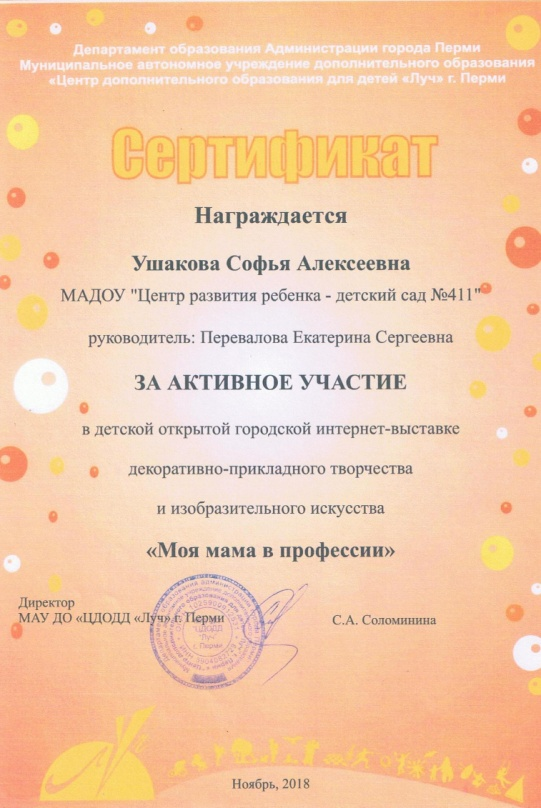 Департамент образования Администрации города Перми
Муниципальное автономное учреждение дополнительного образования
«Центр дополнительного образования для детей «Луч» г. Перми
Сертификат
Награждается
Ушакова Софья Алексеевна
МАДОУ "Центр развития ребенка - детский сад №411"
руководитель: Перевалова Екатерина Сергеевна
ЗА АКТИВНОЕ УЧАСТИЕ
в детской открытой городской интернет-выставке
декоративно-прикладного творчества
и изобразительного искусства
«Моя мама в профессии»
Директор
МАУ ДО «ЦДОДД «Луч» г. Перми
С.А. Соломинина
Ноябрь, 2018